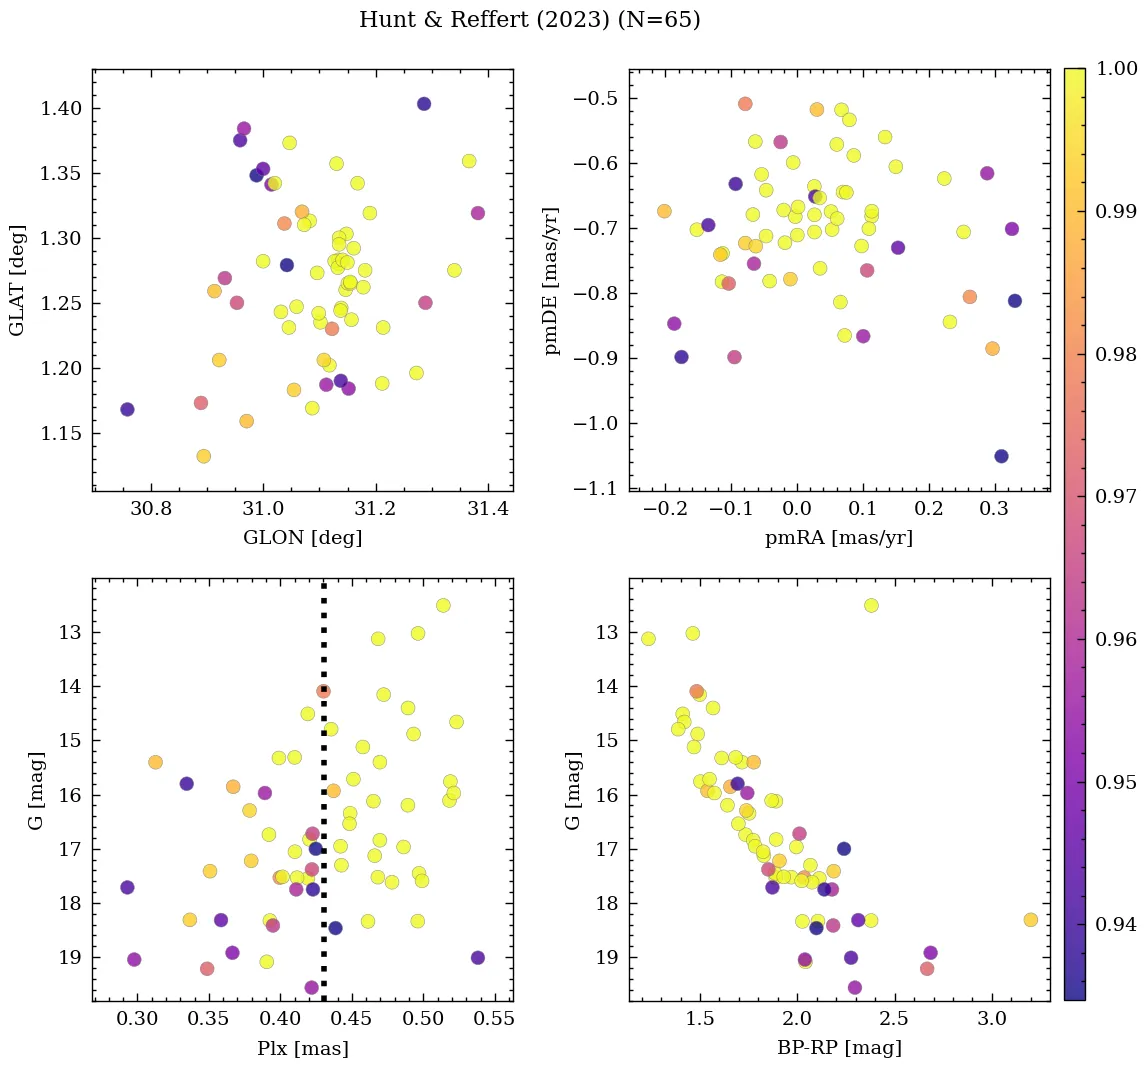 Hunt & Reffert (2023) (N=65)
1.40
1.35
1.30
1.25
1.20
1.15
GLAT [deg]
30.8 31.0 31.2 31.4
GLON [deg]
−0.5
−0.6
−0.7
−0.8
−0.9
−1.0
−1.1
pmDE [mas/yr]
−0.2 −0.1 0.0 0.1 0.2 0.3
pmRA [mas/yr]
1.00
0.99
0.98
0.97
0.96
0.95
0.94
13
14
15
16
17
18
19
G [mag]
0.30 0.35 0.40 0.45 0.50 0.55
Plx [mas]
13
14
15
16
17
18
19
G [mag]
1.5 2.0 2.5 3.0
BP-RP [mag]